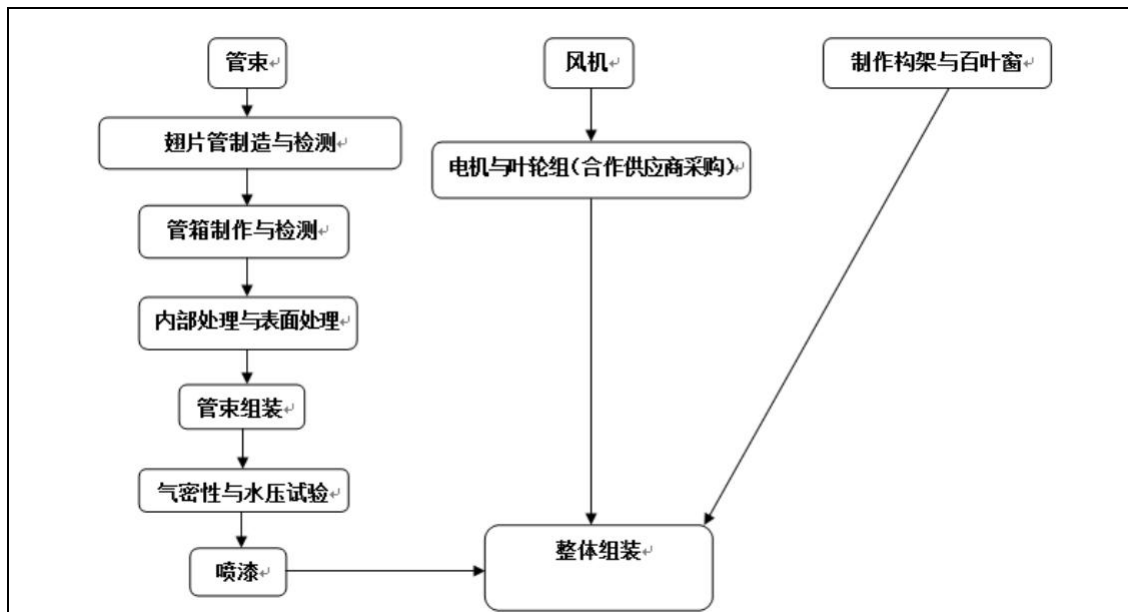 管束
风机
制作构架与百叶窗
翅片管制造与检测
电机与叶轮组（合作供应商采购）
管箱制作与检测
内部处理与表面处理
管束组装
气密性与水压试验
喷漆
整体组装